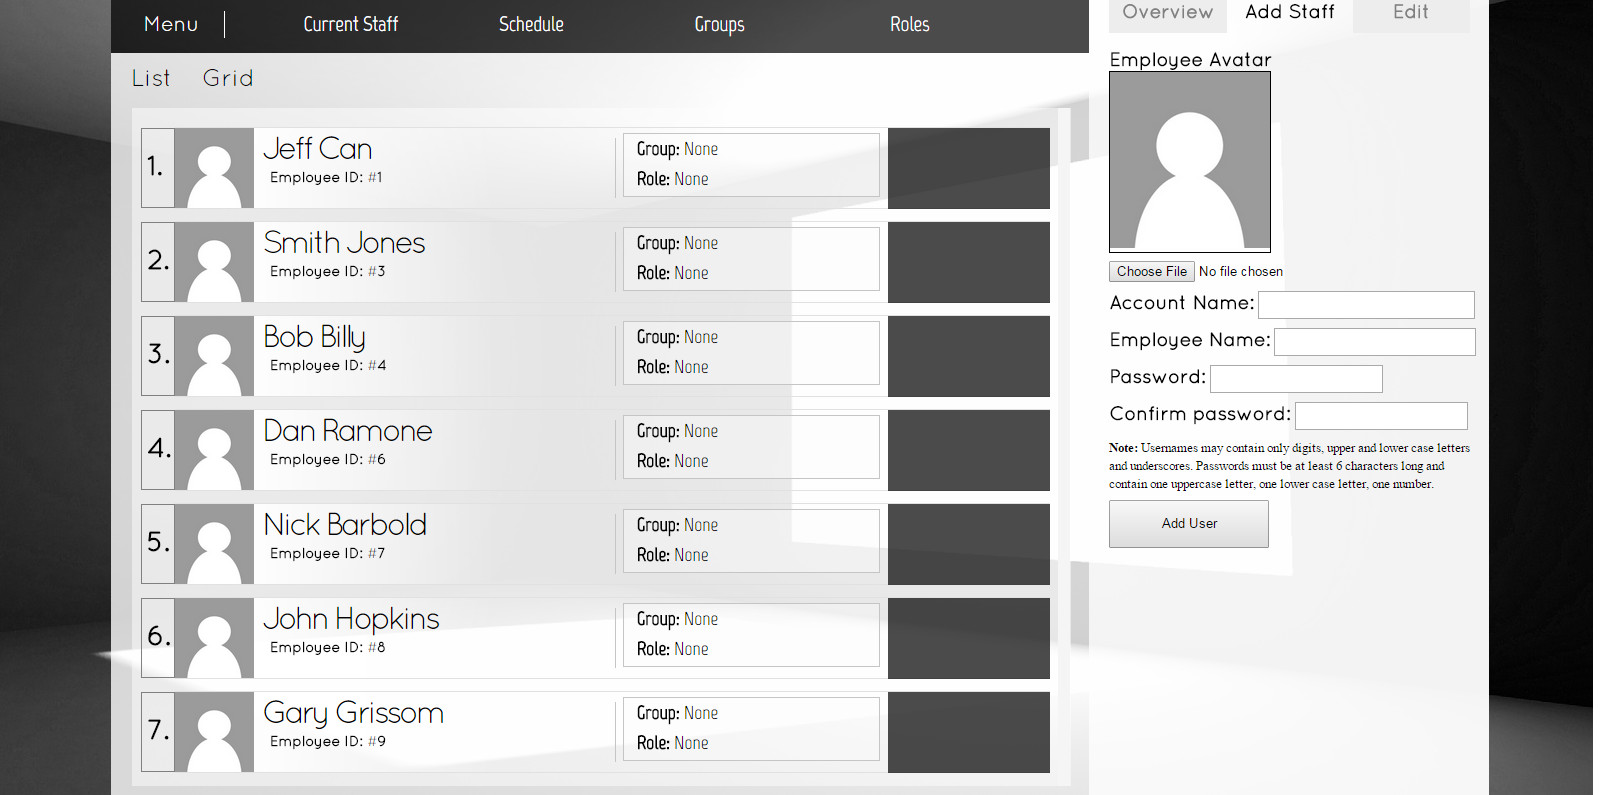 Menu Current Staff Schedule Groups Roles
List Grid
1. Jeff Can
Employee ID: #1
Group: None
Role: None
2. Smith Jones
Employee ID: #3
Group: None
Role: None
3. Bob Billy
Employee ID: #4
Group: None
Role: None
4. Dan Ramone
Employee ID: #6
Group: None
Role: None
5. Nick Barbold
Employee ID: #7
Group: None
Role: None
6. John Hopkins
Employee ID: #8
Group: None
Role: None
7. Gary Grissom
Employee ID: #9
Group: None
Role: None
Overview Add Staff Edit
Employee Avatar
Choose File No file chosen
Account Name:
Employee Name:
Password:
Confirm password:
Note: Usernames may contain only digits, upper and lower case letters
and underscores. Passwords must be at least 6 characters long and
contain one uppercase letter, one lower case letter, one number.
Add User